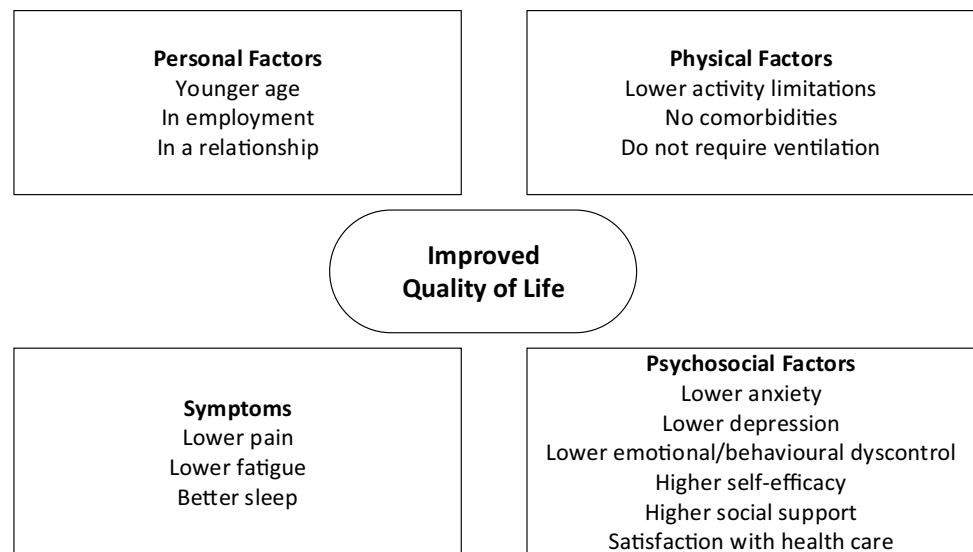 Personal Factors
Younger age
In employment
In a relationship
Physical Factors
Lower activity limitations
No comorbidities
Do not require ventilation
Improved
Quality of Life
Symptoms
Lower pain
Lower fatigue
Better sleep
Psychosocial Factors
Lower anxiety
Lower depression
Lower emotional/behavioural dyscontrol
Higher self-efficacy
Higher social support
Satisfaction with health care